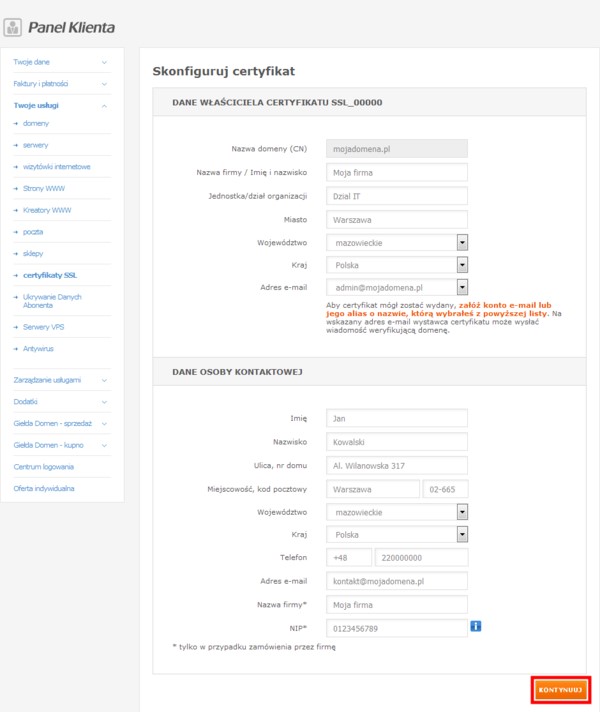 Panel Klienta
Twoje dane
Faktury i płatności
Twoje usługi
domeny
serwery
wizytówki internetowe
Strony WWW
Kreatory WWW
poczta
sklepy
certyfikaty SSL
Ukrywanie Danych
Abonenta
Serwery VPS
Antywirus
Zarządzanie usługami
Dodatki
Giełda Domen - sprzedaż
Giełda Domen - kupno
Centrum logowania
Oferta indywidualna
Skonfiguruj certyfikat
DANE WŁAŚCICIELA CERTYFIKATU SSL_00000
Nazwa domeny (CN) mojadomena.pl
Nazwa firmy / Imię i nazwisko Moja firma
Jednostka/dział organizacji Dzial IT
Miasto Warszawa
Województwo mazowieckie
Kraj Polska
Adres e-mail admin@mojadomena.pl
Aby certyfikat mógł zostać wydany, załóż konto e-mail lub
jego alias o nazwie, którą wybrałeś z powyższej listy. Na
wskazany adres e-mail wystawca certyfikatu może wysłać
wiadomość weryfikującą domenę.
DANE OSOBY KONTAKTOWEJ
Imię Jan
Nazwisko Kowalski
Ulica, nr domu Al. Wilanowska 317
Miejscowość, kod pocztowy Warszawa 02-665
Województwo mazowieckie
Kraj Polska
Telefon +48 220000000
Adres e-mail kontakt@mojadomena.pl
Nazwa firmy* Moja firma
NIP* 0123456789 i
* tylko w przypadku zamówienia przez firmę
KONTYNUUJ